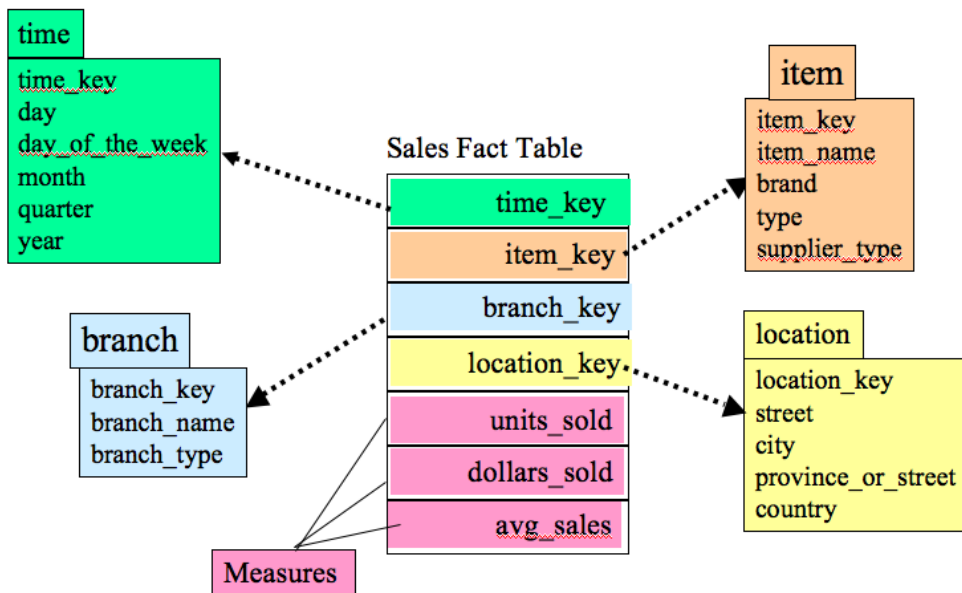 time
time_key
day
day_of_the_week
month
quarter
year
item
item_key
item_name
brand
type
supplier_type
Sales Fact Table
time_key
item_key
branch_key
location_key
units_sold
dollars_sold
avg_sales
branch
branch_key
branch_name
branch_type
location
location_key
street
city
province_or_street
country
Measures